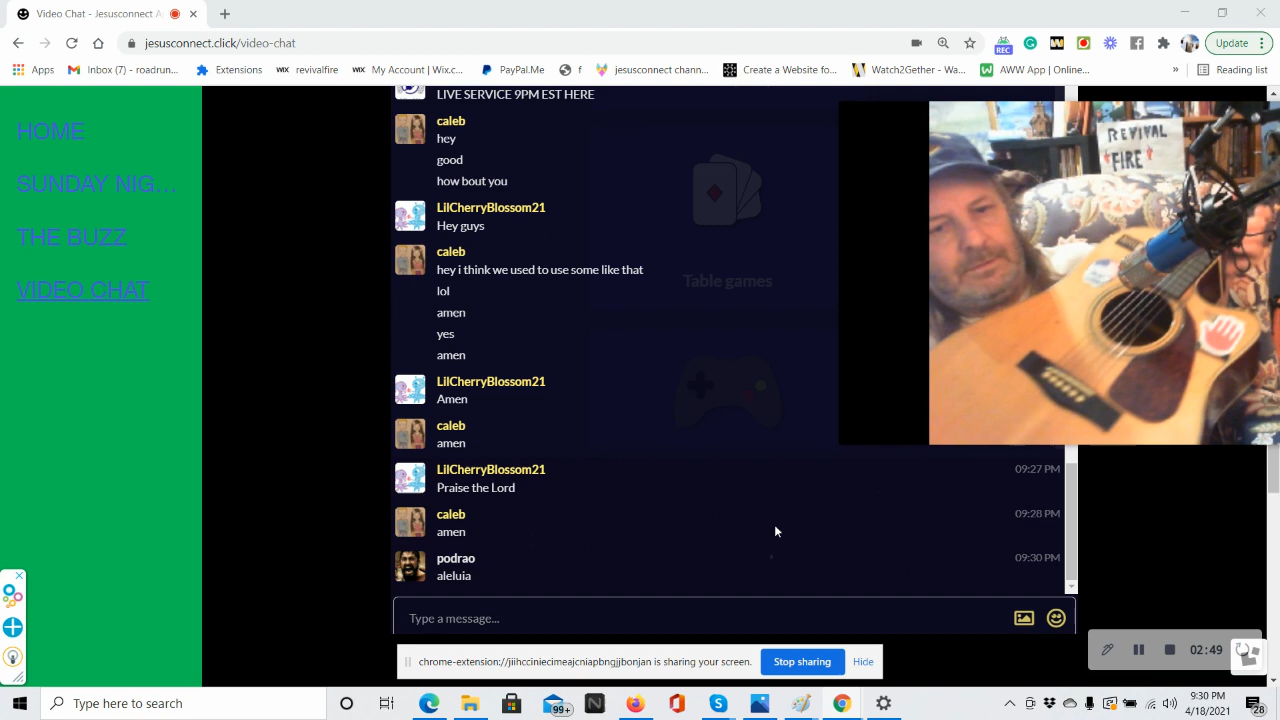 Video Chat - Jesusconnect A
jesusconnect.click/video-chat
REC
Update
Apps
Inbox (7) - roadrun...
Extensions
revivalfire
WIX
My Account | Wixc...
PayPal.Me
f
jesusconnect chann...
Create a Website fo...
Watch2Gether - Wa...
AWW App | Online...
»
Reading list
HOME
SUNDAY NIG...
THE BUZZ
VIDEO CHAT
LIVE SERVICE 9PM EST HERE
caleb
hey
good
how bout you
LilCherryBlossom21
Hey guys
caleb
hey i think we used to use some like that
lol
amen
yes
amen
LilCherryBlossom21
Amen
caleb
amen
LilCherryBlossom21 09:27 PM
Praise the Lord
caleb 09:28 PM
amen
podrao 09:30 PM
aleluia
Table games
REVIVAL
FIRE
Type a message...
chrome-extension://jiihcciniecimeajcniapbngjjbonjan is sharing your screen.
Stop sharing
Hide
02:49
Type here to search
99+
9:30 PM
4/18/2021
28